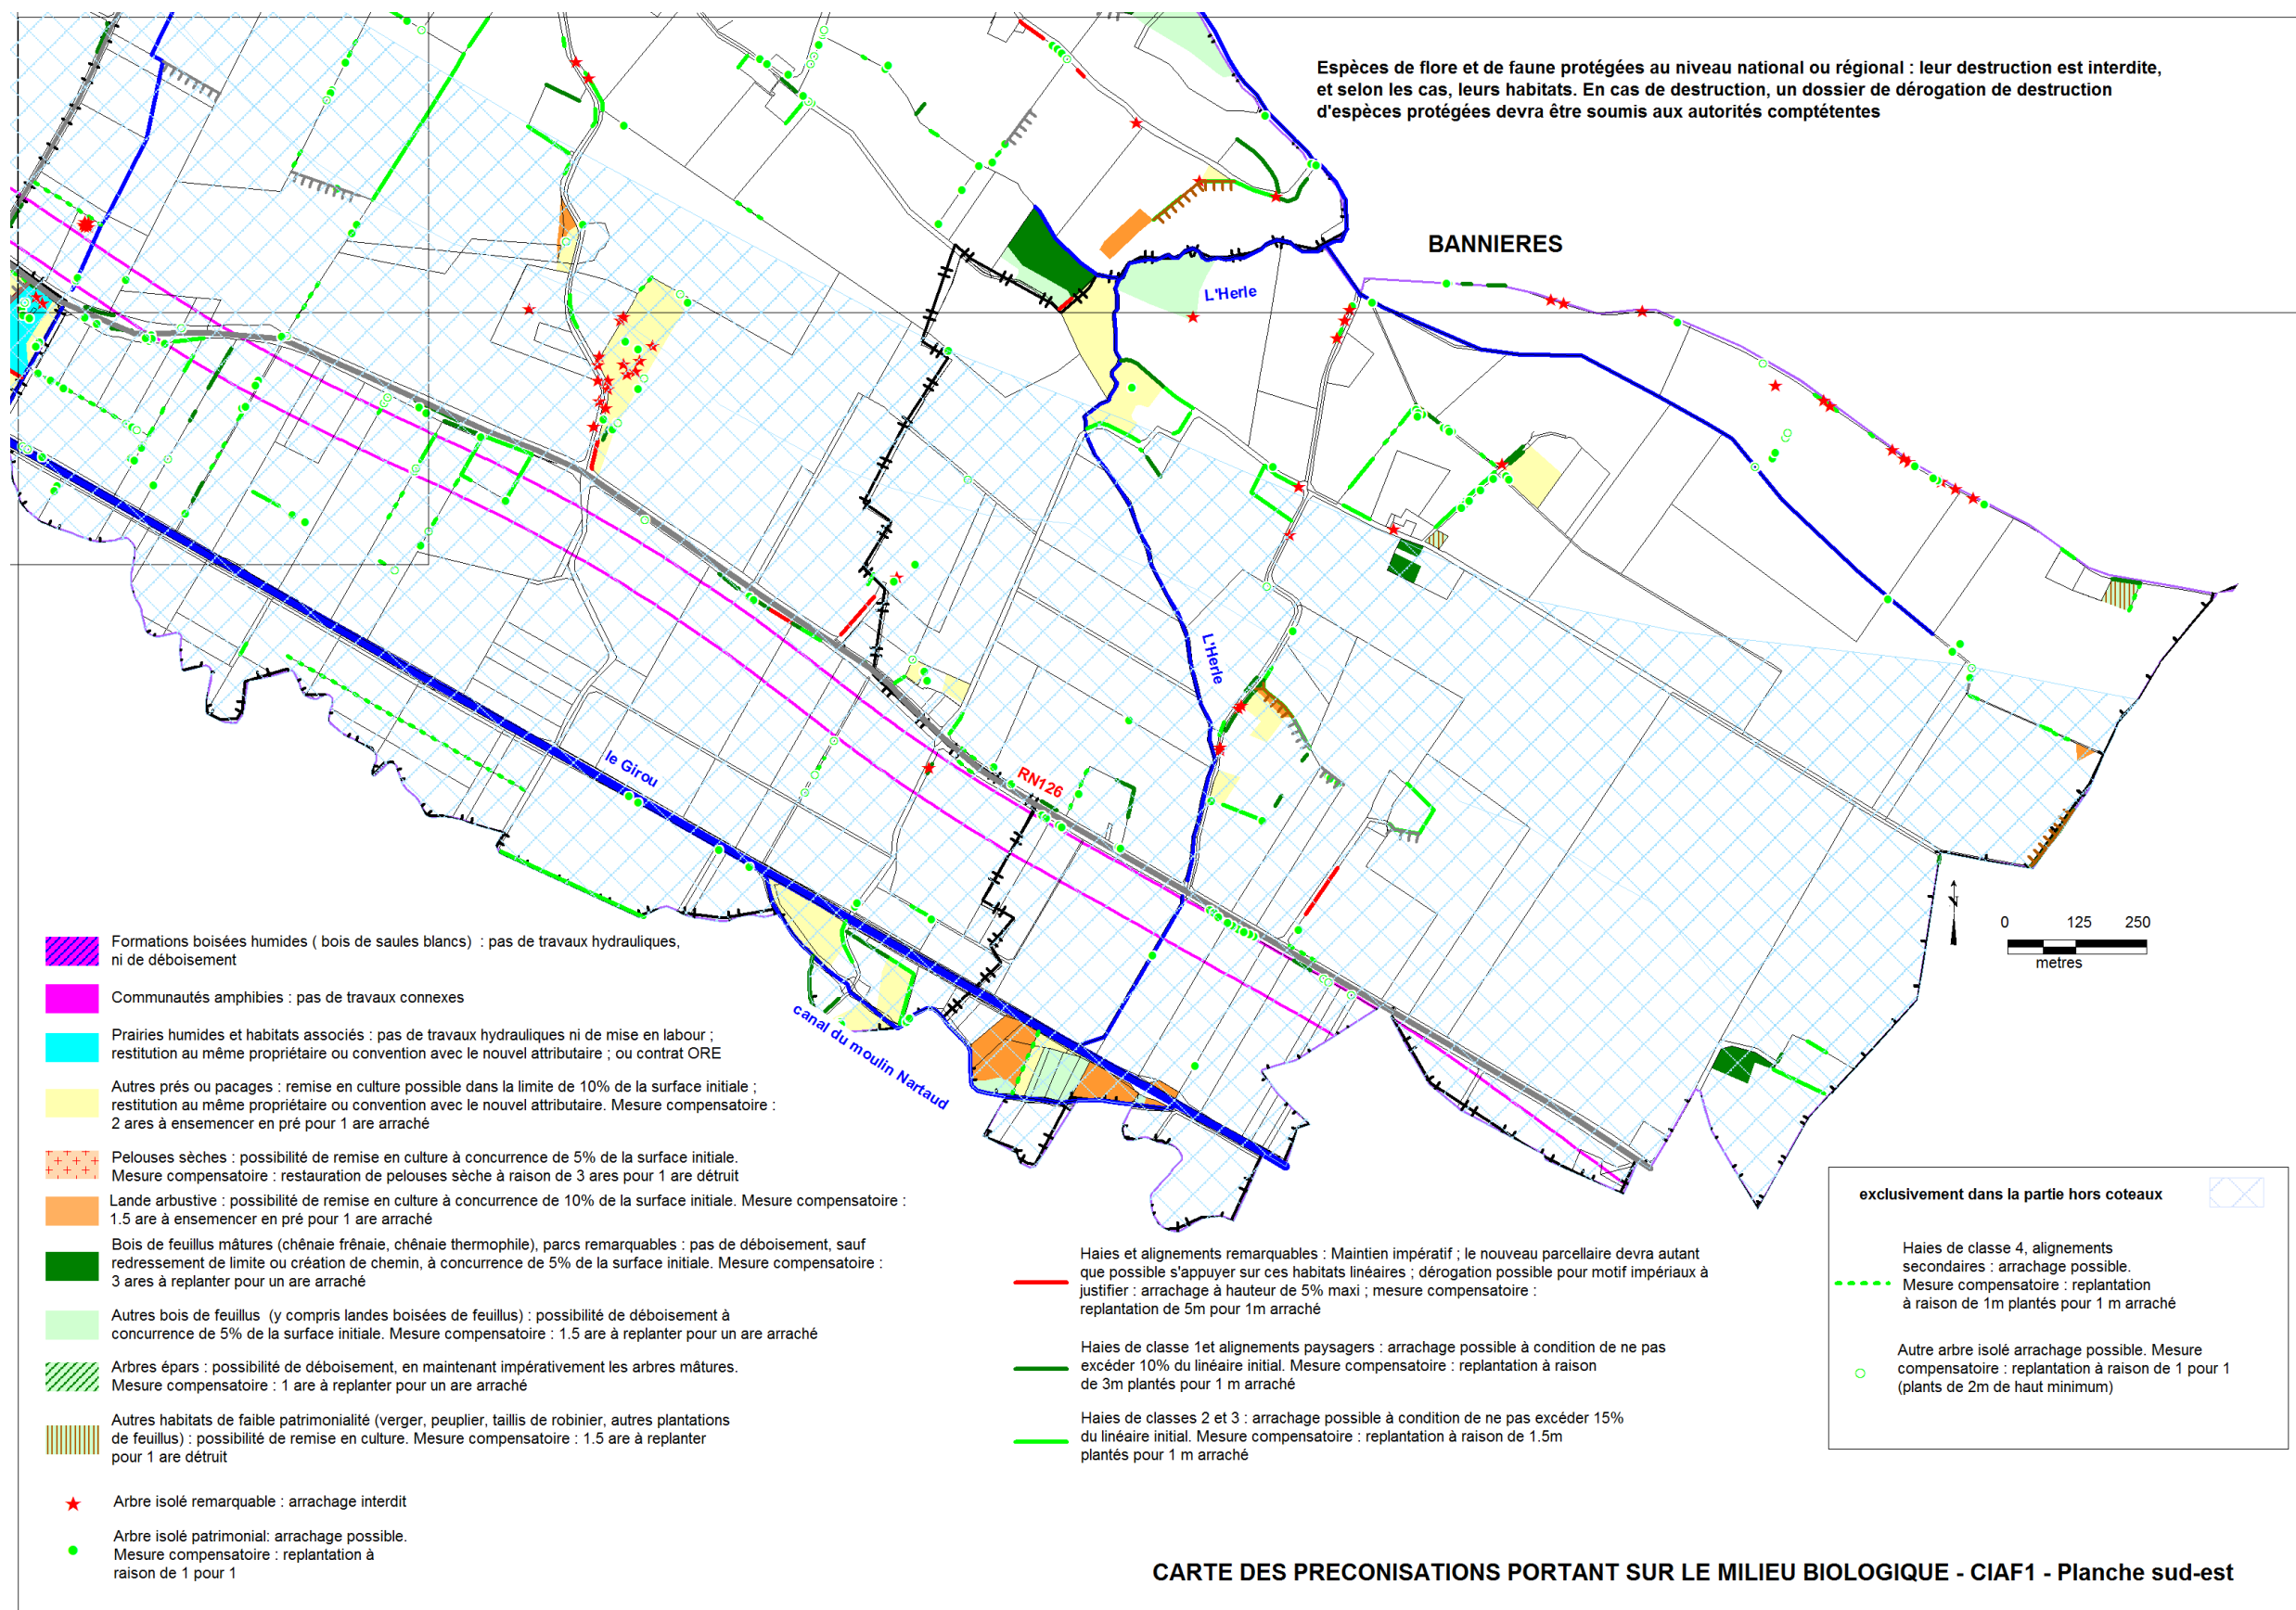 Espèces de flore et de faune protégées au niveau national ou régional : leur destruction est interdite,
et selon les cas, leurs habitats. En cas de destruction, un dossier de dérogation de destruction
d'espèces protégées devra être soumis aux autorités comptétentes
BANNIERES
L'Herle
L'Herle
le Girou
RN126
canal du moulin Nartaud
0 125 250
metres
Formations boisées humides ( bois de saules blancs) : pas de travaux hydrauliques,
ni de déboisement
Communautés amphibies : pas de travaux connexes
Prairies humides et habitats associés : pas de travaux hydrauliques ni de mise en labour ;
restitution au même propriétaire ou convention avec le nouvel attributaire ; ou contrat ORE
Autres prés ou pacages : remise en culture possible dans la limite de 10% de la surface initiale ;
restitution au même propriétaire ou convention avec le nouvel attributaire. Mesure compensatoire :
2 ares à ensemencer en pré pour 1 are arraché
Pelouses sèches : possibilité de remise en culture à concurrence de 5% de la surface initiale.
Mesure compensatoire : restauration de pelouses sèche à raison de 3 ares pour 1 are détruit
Lande arbustive : possibilité de remise en culture à concurrence de 10% de la surface initiale. Mesure compensatoire :
1.5 are à ensemencer en pré pour 1 are arraché
Bois de feuillus mâtures (chênaie frênaie, chênaie thermophile), parcs remarquables : pas de déboisement, sauf
redressement de limite ou création de chemin, à concurrence de 5% de la surface initiale. Mesure compensatoire :
3 ares à replanter pour un are arraché
Autres bois de feuillus (y compris landes boisées de feuillus) : possibilité de déboisement à
concurrence de 5% de la surface initiale. Mesure compensatoire : 1.5 are à replanter pour un are arraché
Arbres épars : possibilité de déboisement, en maintenant impérativement les arbres mâtures.
Mesure compensatoire : 1 are à replanter pour un are arraché
Autres habitats de faible patrimonialité (verger, peuplier, taillis de robinier, autres plantations
de feuillus) : possibilité de remise en culture. Mesure compensatoire : 1.5 are à replanter
pour 1 are détruit
Arbre isolé remarquable : arrachage interdit
Arbre isolé patrimonial: arrachage possible.
Mesure compensatoire : replantation à
raison de 1 pour 1
Haies et alignements remarquables : Maintien impératif ; le nouveau parcellaire devra autant
que possible s'appuyer sur ces habitats linéaires ; dérogation possible pour motif impériaux à
justifier : arrachage à hauteur de 5% maxi ; mesure compensatoire :
replantation de 5m pour 1m arraché
Haies de classe 1et alignements paysagers : arrachage possible à condition de ne pas
excéder 10% du linéaire initial. Mesure compensatoire : replantation à raison
de 3m plantés pour 1 m arraché
Haies de classes 2 et 3 : arrachage possible à condition de ne pas excéder 15%
du linéaire initial. Mesure compensatoire : replantation à raison de 1.5m
plantés pour 1 m arraché
exclusivement dans la partie hors coteaux
Haies de classe 4, alignements
secondaires : arrachage possible.
Mesure compensatoire : replantation
à raison de 1m plantés pour 1 m arraché
Autre arbre isolé arrachage possible. Mesure
compensatoire : replantation à raison de 1 pour 1
(plants de 2m de haut minimum)
CARTE DES PRECONISATIONS PORTANT SUR LE MILIEU BIOLOGIQUE - CIAF1 - Planche sud-est